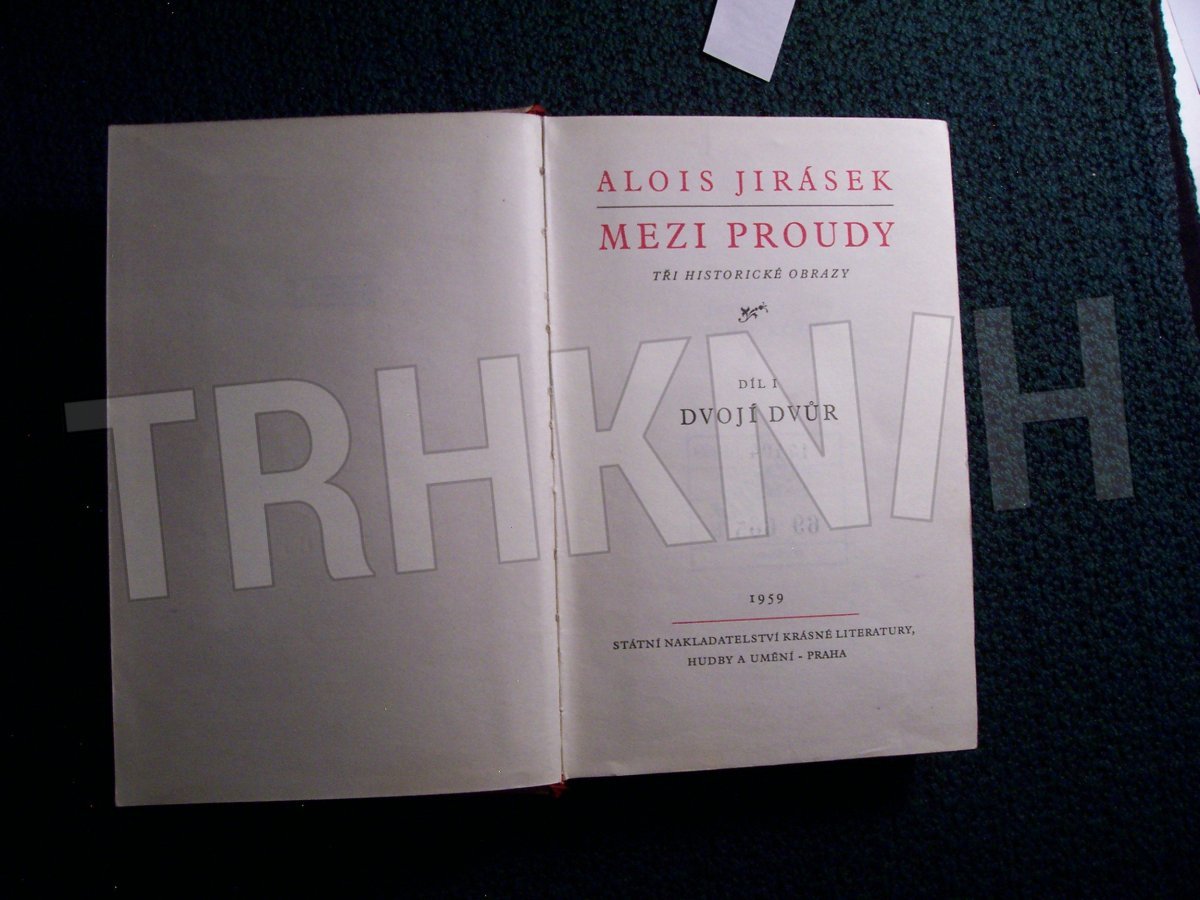 ALOIS JIRÁSEK
MEZI PROUDY
TŘI HISTORICKÉ OBRAZY
DÍL I
DVOJÍ DVŮR
1959
STÁTNÍ NAKLADATELSTVÍ KRÁSNÉ LITERATURY,
HUDBY A UMĚNÍ - PRAHA
TRHKNIH